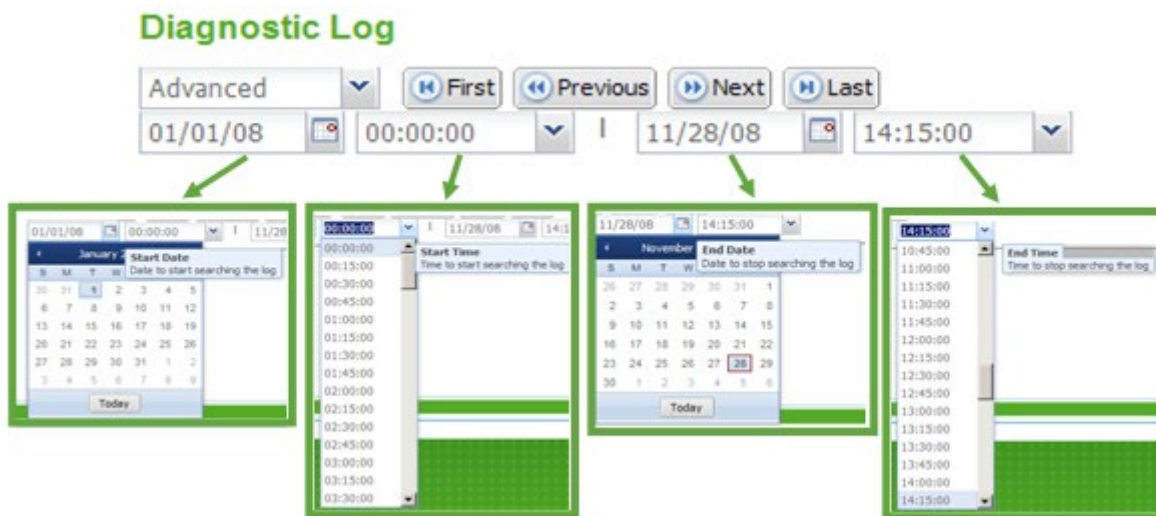 Diagnostic Log
Advanced First Previous Next Last
01/01/08 00:00:00 | 11/28/08 14:15:00
01/01/08 00:00:00 | 11/28
January
Start Date
Date to start searching the log
S M T W
30 31 1 2 3 4 5
6 7 8 9 10 11 12
13 14 15 16 17 18 19
20 21 22 23 24 25 26
27 28 29 30 31 1 2
3 4 5 6 7 8 9
Today
00:00:00 | 11/28/08 14:1
Start Time
Time to start searching the log
00:00:00
00:15:00
00:30:00
00:45:00
01:00:00
01:15:00
01:30:00
01:45:00
02:00:00
02:15:00
02:30:00
02:45:00
03:00:00
03:15:00
03:30:00
11/28/08 14:15:00
November
End Date
Date to stop searching the log
S M T W
26 27 28 29 30 31 1
2 3 4 5 6 7 8
9 10 11 12 13 14 15
16 17 18 19 20 21 22
23 24 25 26 27 28 29
30 1 2 3 4 5 6
Today
14:15:00
End Time
Time to stop searching the log
10:45:00
11:00:00
11:15:00
11:30:00
11:45:00
12:00:00
12:15:00
12:30:00
12:45:00
13:00:00
13:15:00
13:30:00
13:45:00
14:00:00
14:15:00